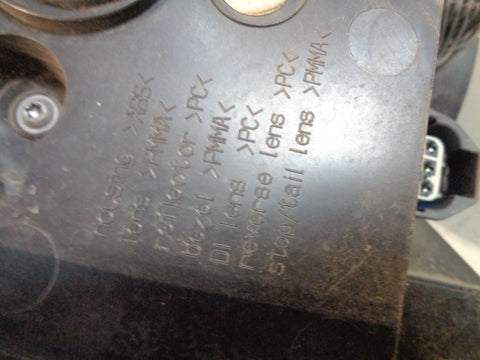 housing >ABS<
lens >PMMA<
reflector >PC<
bezel >PMMA<
DI lens >PC<
reverse lens >PC<
stop/tail lens >PMMA<